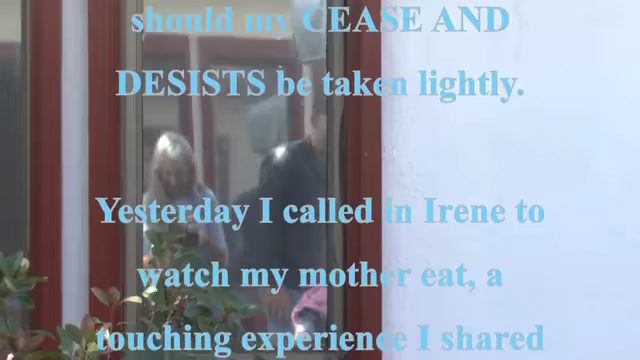 should my CEASE AND
DESISTS be taken lightly.
Yesterday I called in Irene to
watch my mother eat, a
touching experience I shared